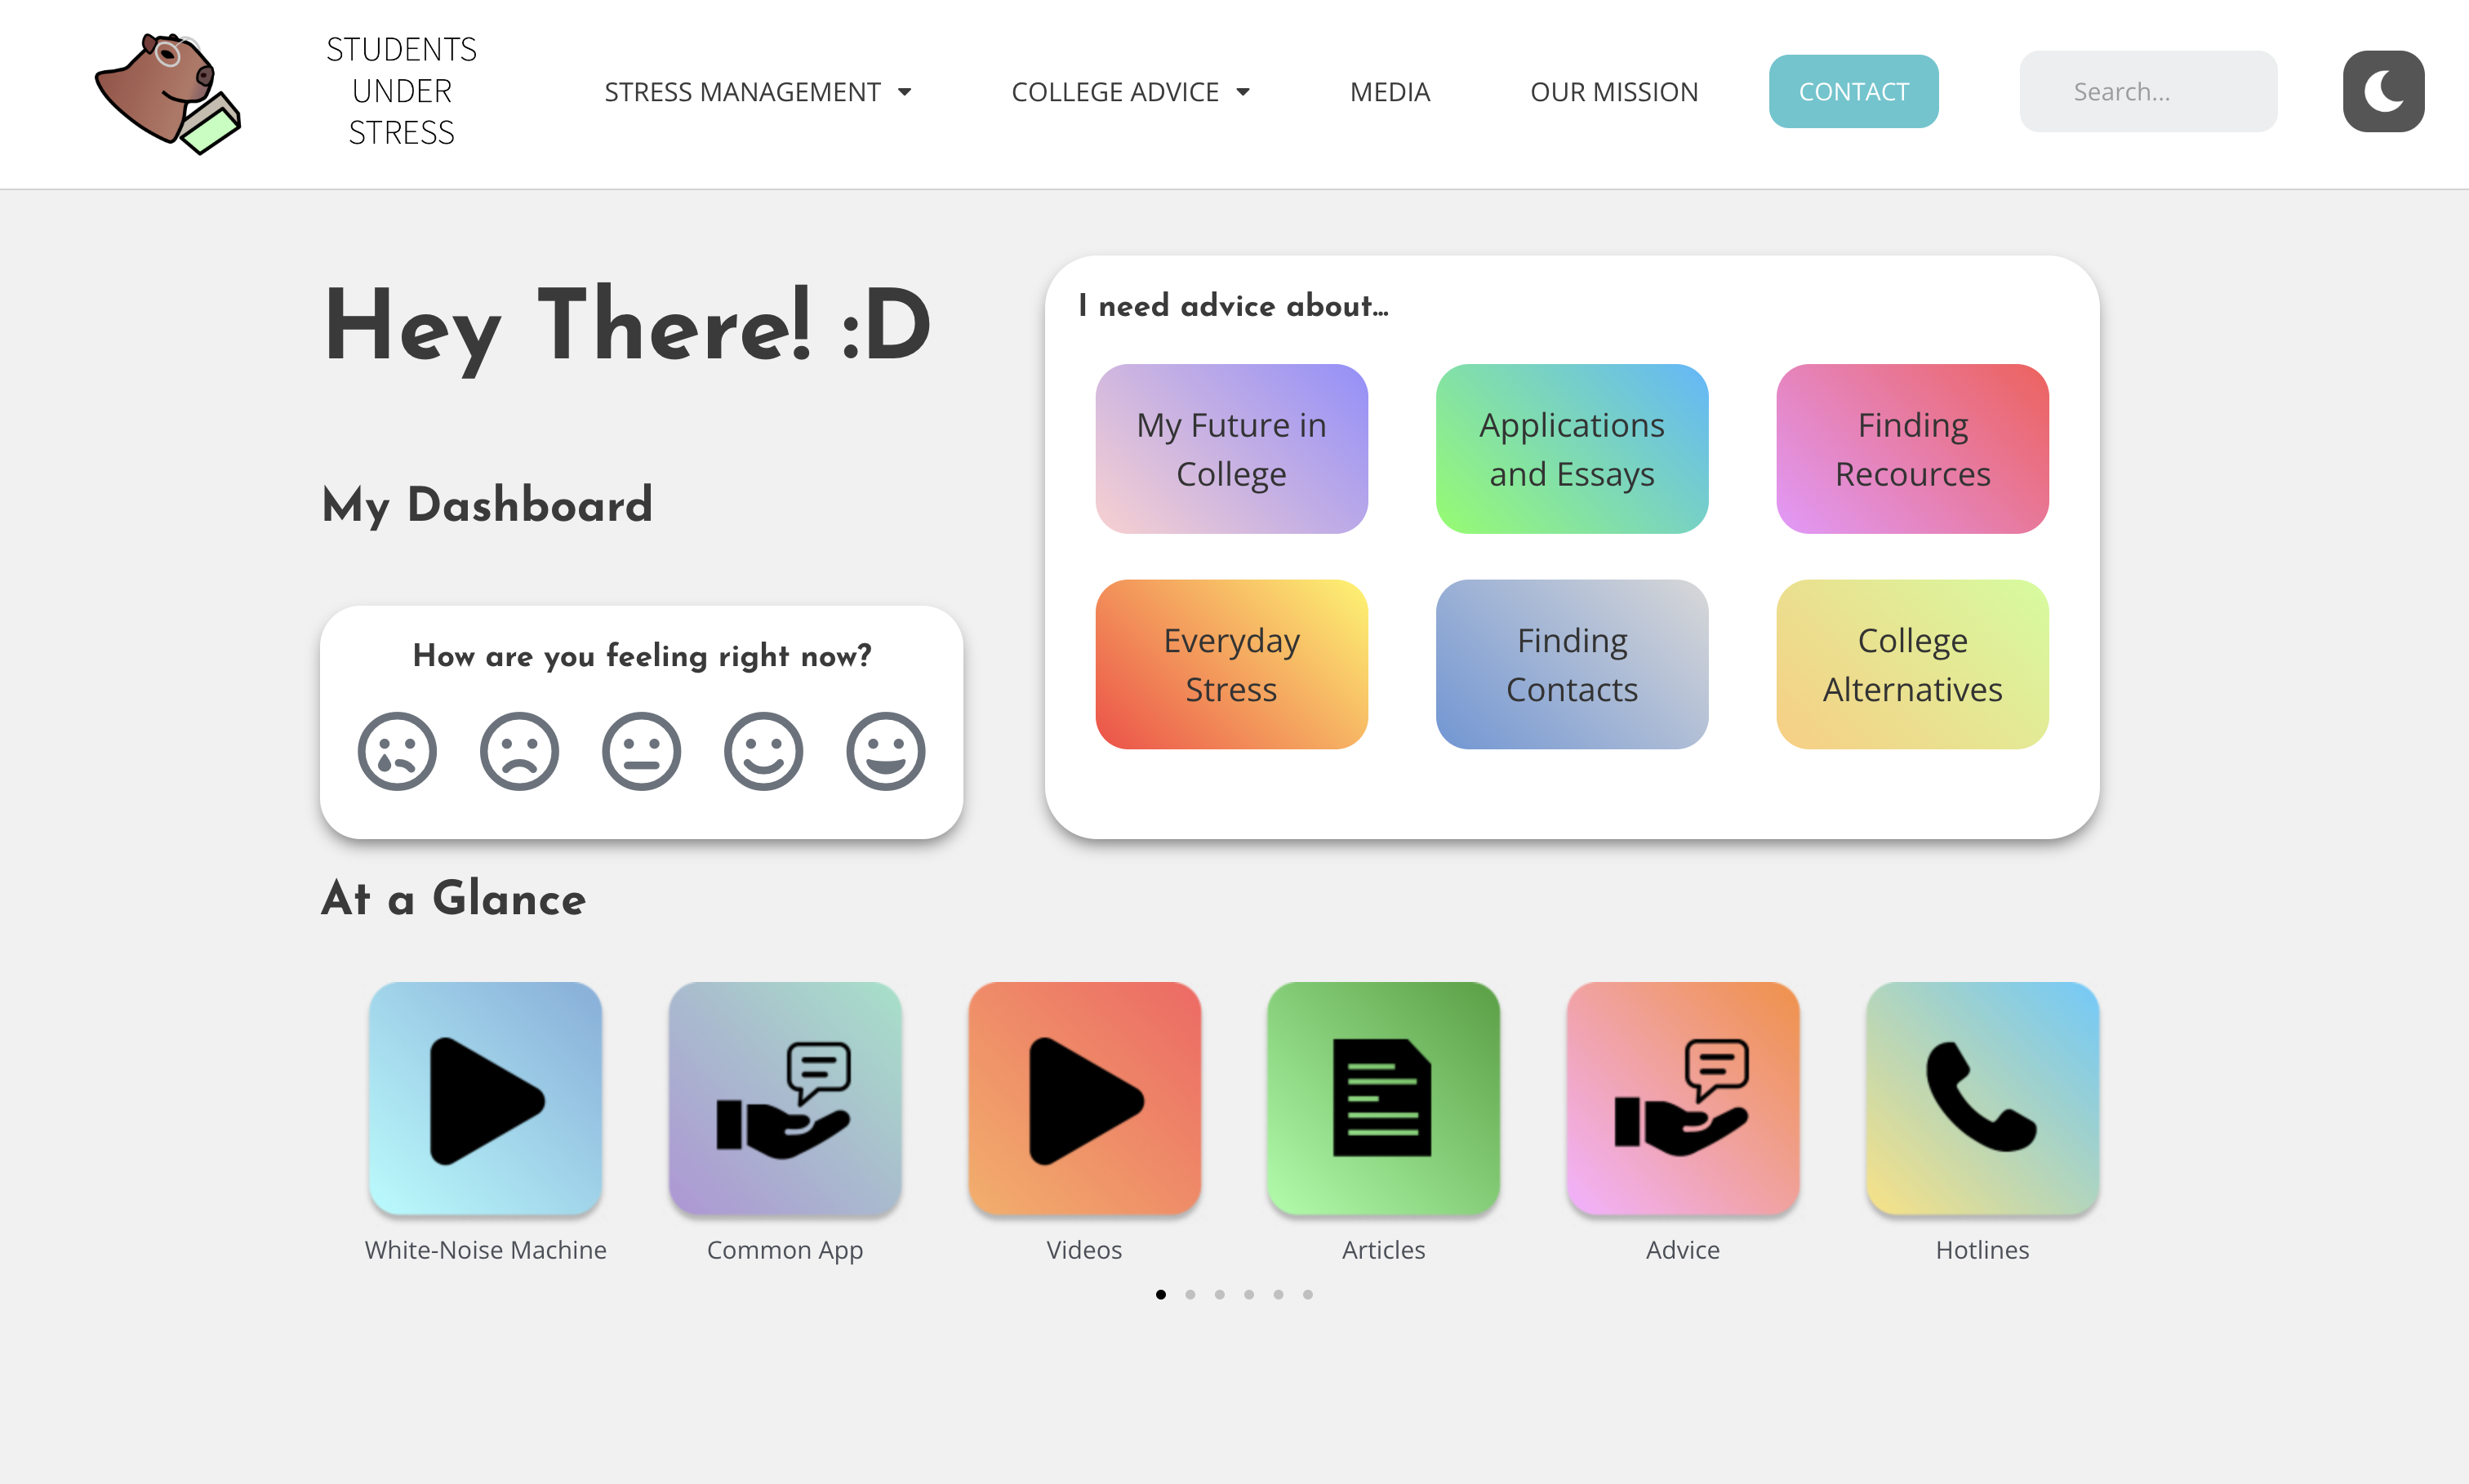 STUDENTS
UNDER
STRESS
STRESS MANAGEMENT
COLLEGE ADVICE
MEDIA
OUR MISSION
CONTACT
Search...
Hey There! :D
My Dashboard
How are you feeling right now?
I need advice about...
My Future in
College
Applications
and Essays
Finding
Recources
Everyday
Stress
Finding
Contacts
College
Alternatives
At a Glance
White-Noise Machine
Common App
Videos
Articles
Advice
Hotlines